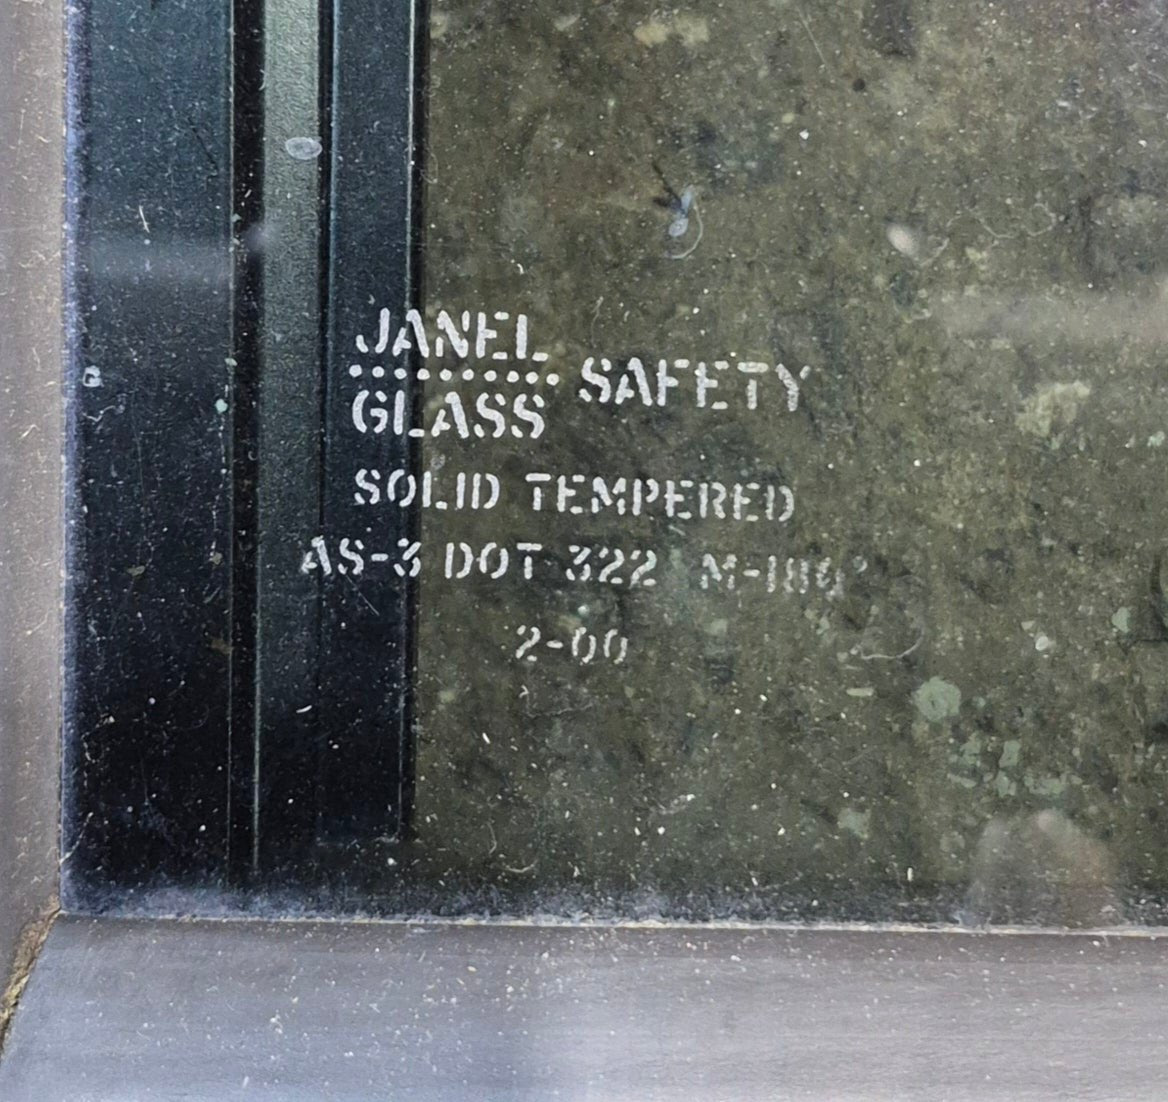 JANEL
GLASS
SAFETY
SOLID TEMPERED
AS-3 DOT 322
2-00